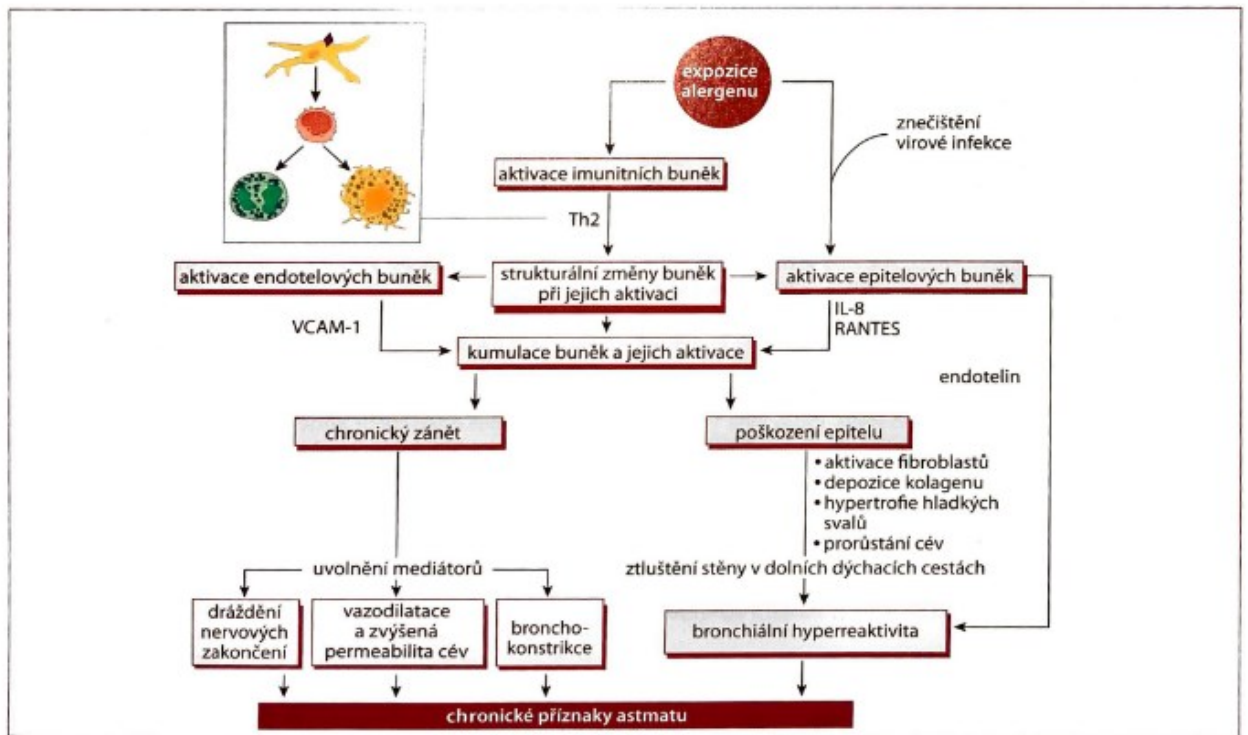 expozice
alergenu
znečištění
virové infekce
aktivace imunitních buněk
Th2
aktivace endotelových buněk
strukturální změny buněk
při jejich aktivaci
aktivace epitelových buněk
VCAM-1
IL-8
RANTES
kumulace buněk a jejich aktivace
endotelin
chronický zánět
poškození epitelu
• aktivace fibroblastů
• depozice kolagenu
• hypertrofie hladkých
svalů
• prorůstání cév
uvolnění mediátorů
ztluštění stěny v dolních dýchacích cestách
dráždění
nervových
zakončení
vazodilatace
a zvýšená
permeabilita cév
broncho-
konstrikce
bronchiální hyperreaktivita
chronické příznaky astmatu